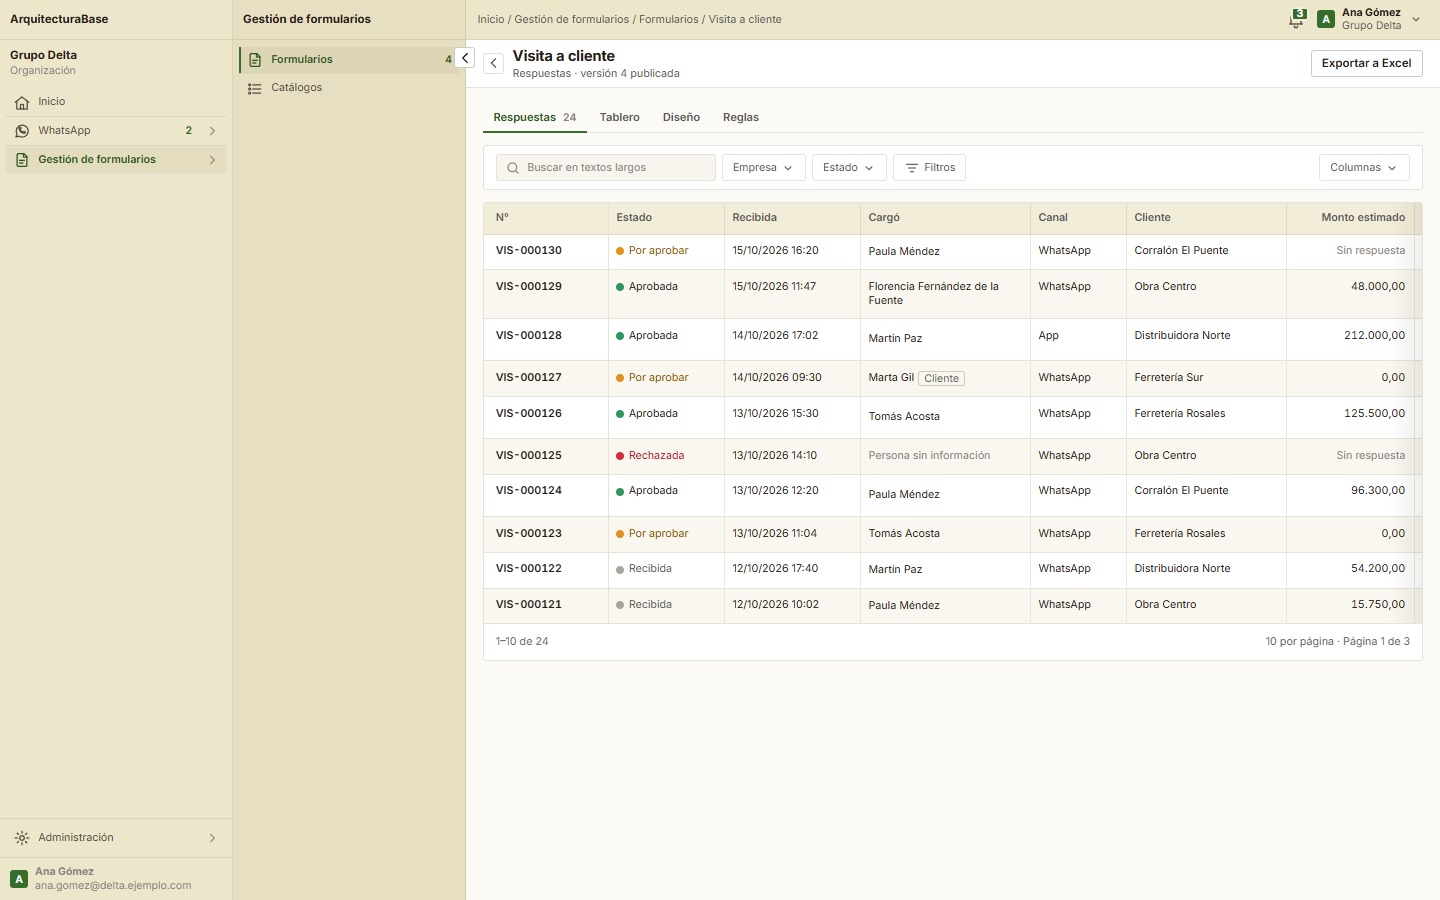 ArquitecturaBase
Grupo Delta
Organización
Inicio
WhatsApp 2
Gestión de formularios
Administración
A
Ana Gómez
ana.gomez@delta.ejemplo.com
Gestión de formularios
Formularios 4
Catálogos
Inicio / Gestión de formularios / Formularios / Visita a cliente
3
A
Ana Gómez
Grupo Delta
Visita a cliente
Respuestas · versión 4 publicada
Exportar a Excel
Respuestas 24 Tablero Diseño Reglas
Buscar en textos largos Empresa Estado Filtros Columnas
N° Estado Recibida Cargó Canal Cliente Monto estimado
VIS-000130 Por aprobar 15/10/2026 16:20 Paula Méndez WhatsApp Corralón El Puente Sin respuesta
VIS-000129 Aprobada 15/10/2026 11:47 Florencia Fernández de la Fuente WhatsApp Obra Centro 48.000,00
VIS-000128 Aprobada 14/10/2026 17:02 Martín Paz App Distribuidora Norte 212.000,00
VIS-000127 Por aprobar 14/10/2026 09:30 Marta Gil Cliente WhatsApp Ferretería Sur 0,00
VIS-000126 Aprobada 13/10/2026 15:30 Tomás Acosta WhatsApp Ferretería Rosales 125.500,00
VIS-000125 Rechazada 13/10/2026 14:10 Persona sin información WhatsApp Obra Centro Sin respuesta
VIS-000124 Aprobada 13/10/2026 12:20 Paula Méndez WhatsApp Corralón El Puente 96.300,00
VIS-000123 Por aprobar 13/10/2026 11:04 Tomás Acosta WhatsApp Ferretería Rosales 0,00
VIS-000122 Recibida 12/10/2026 17:40 Martín Paz WhatsApp Distribuidora Norte 54.200,00
VIS-000121 Recibida 12/10/2026 10:02 Paula Méndez WhatsApp Obra Centro 15.750,00
1–10 de 24 10 por página · Página 1 de 3